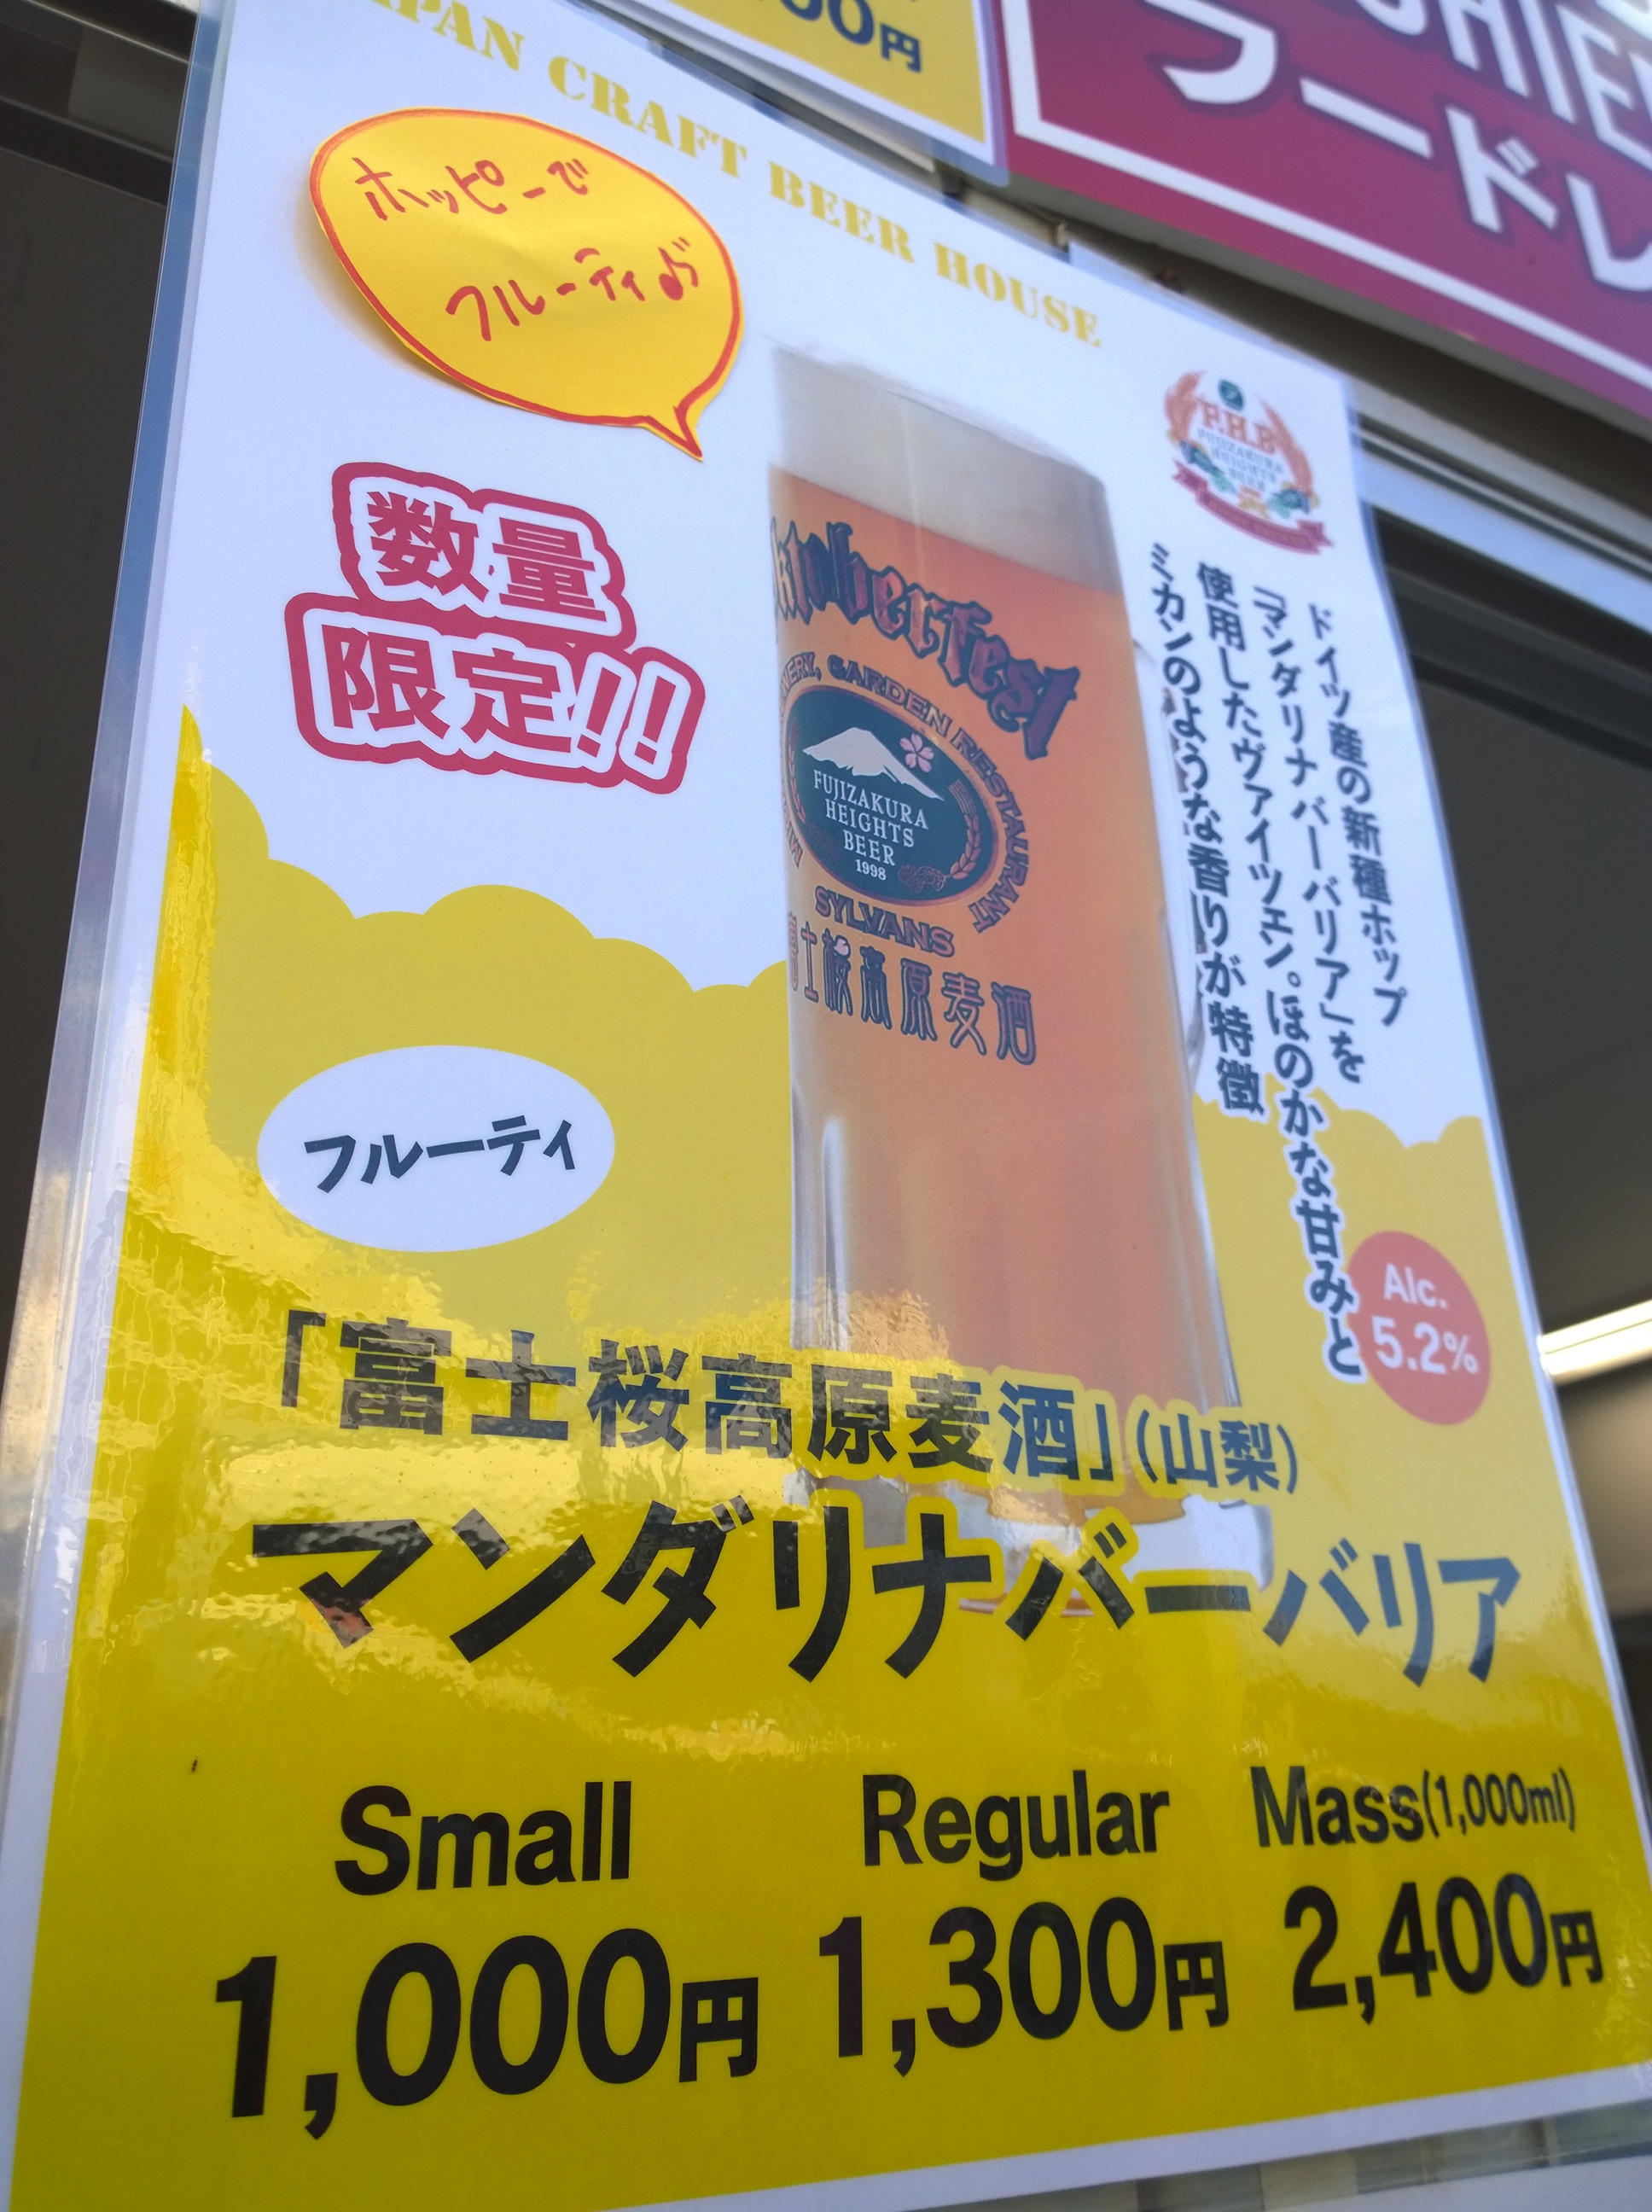 CRAFT BEER HOUSE
円
フードレ
ホッピーで
フルーティ♪
数量
限定!!
F.H.B
FUJIZAKURA
HEIGHTS
BEER
ドイツ産の新種ホップ
「マンダリナ バーバリア」を
使用したヴァイツェン。ほのかな甘みと
ミカンのような香りが特徴
GARDEN RESTAURANT
FUJIZAKURA
HEIGHTS
BEER
1998
SYLVANS
富士桜高原麦酒
フルーティ
Alc.
5.2%
「富士桜高原麦酒」(山梨)
マンダリナバーバリア
Small
Regular
Mass(1,000ml)
1,000円
1,300円
2,400円